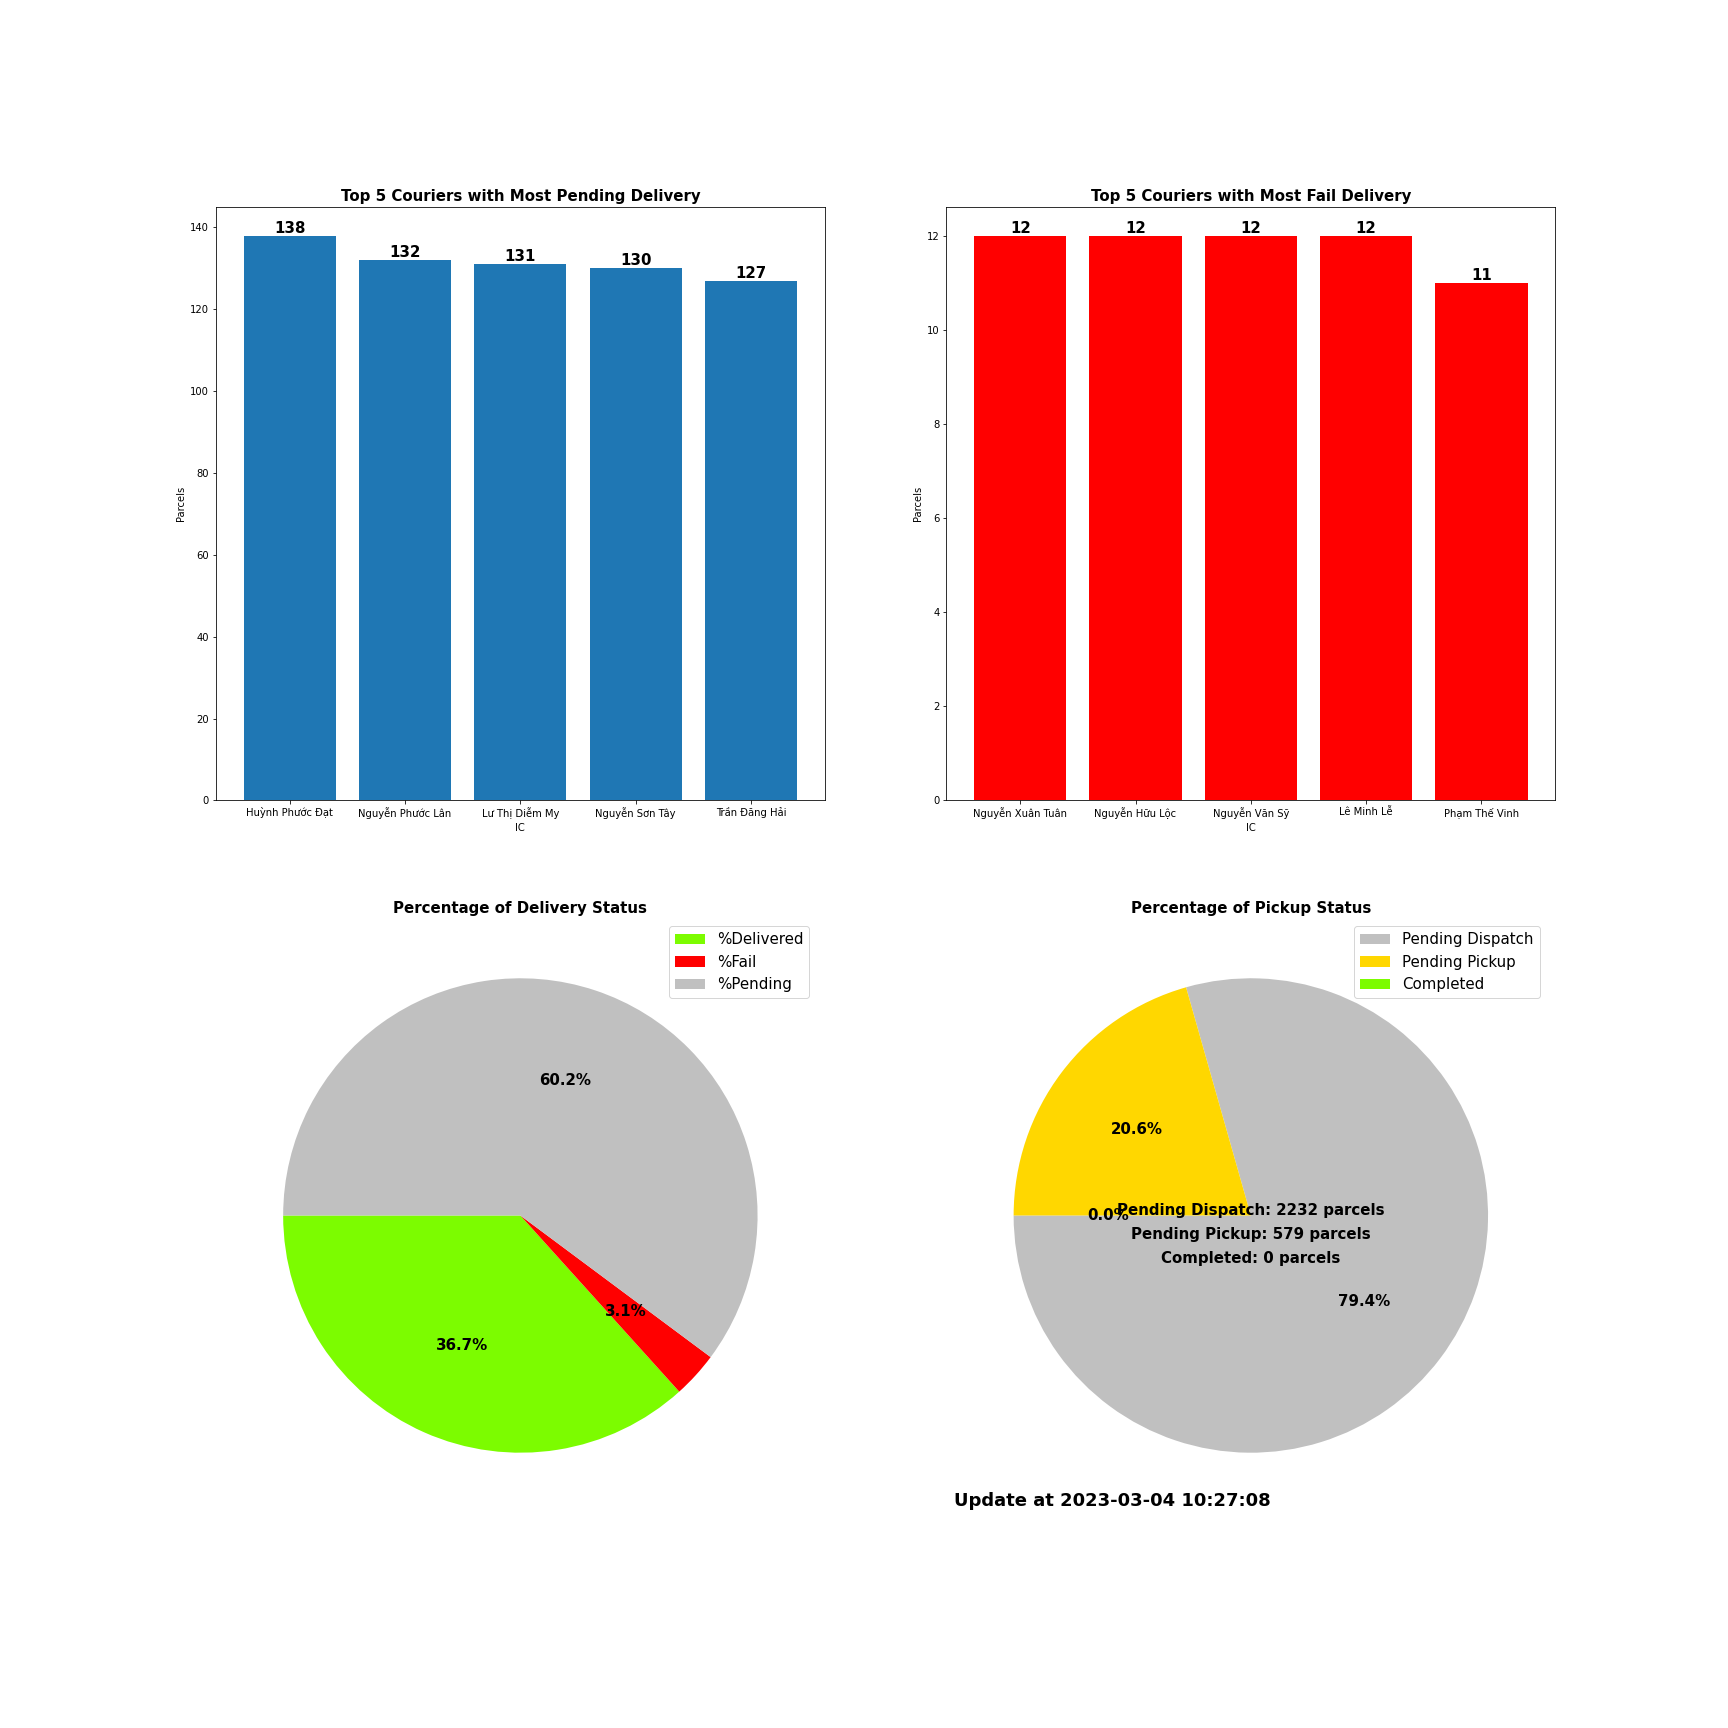 Top 5 Couriers with Most Pending Delivery
138
132
131
130
127
140
120
100
80
60
40
20
0
Parcels
Huỳnh Phước Đạt
Nguyễn Phước Lân
Lư Thị Diễm My
Nguyễn Sơn Tây
Trần Đăng Hải
IC
Top 5 Couriers with Most Fail Delivery
12
12
12
12
11
12
10
8
6
4
2
0
Parcels
Nguyễn Xuân Tuân
Nguyễn Hữu Lộc
Nguyễn Văn Sỹ
Lê Minh Lễ
Phạm Thế Vinh
IC
Percentage of Delivery Status
%Delivered
%Fail
%Pending
60.2%
3.1%
36.7%
Percentage of Pickup Status
Pending Dispatch
Pending Pickup
Completed
20.6%
0.0%
Pending Dispatch: 2232 parcels
Pending Pickup: 579 parcels
Completed: 0 parcels
79.4%
Update at 2023-03-04 10:27:08